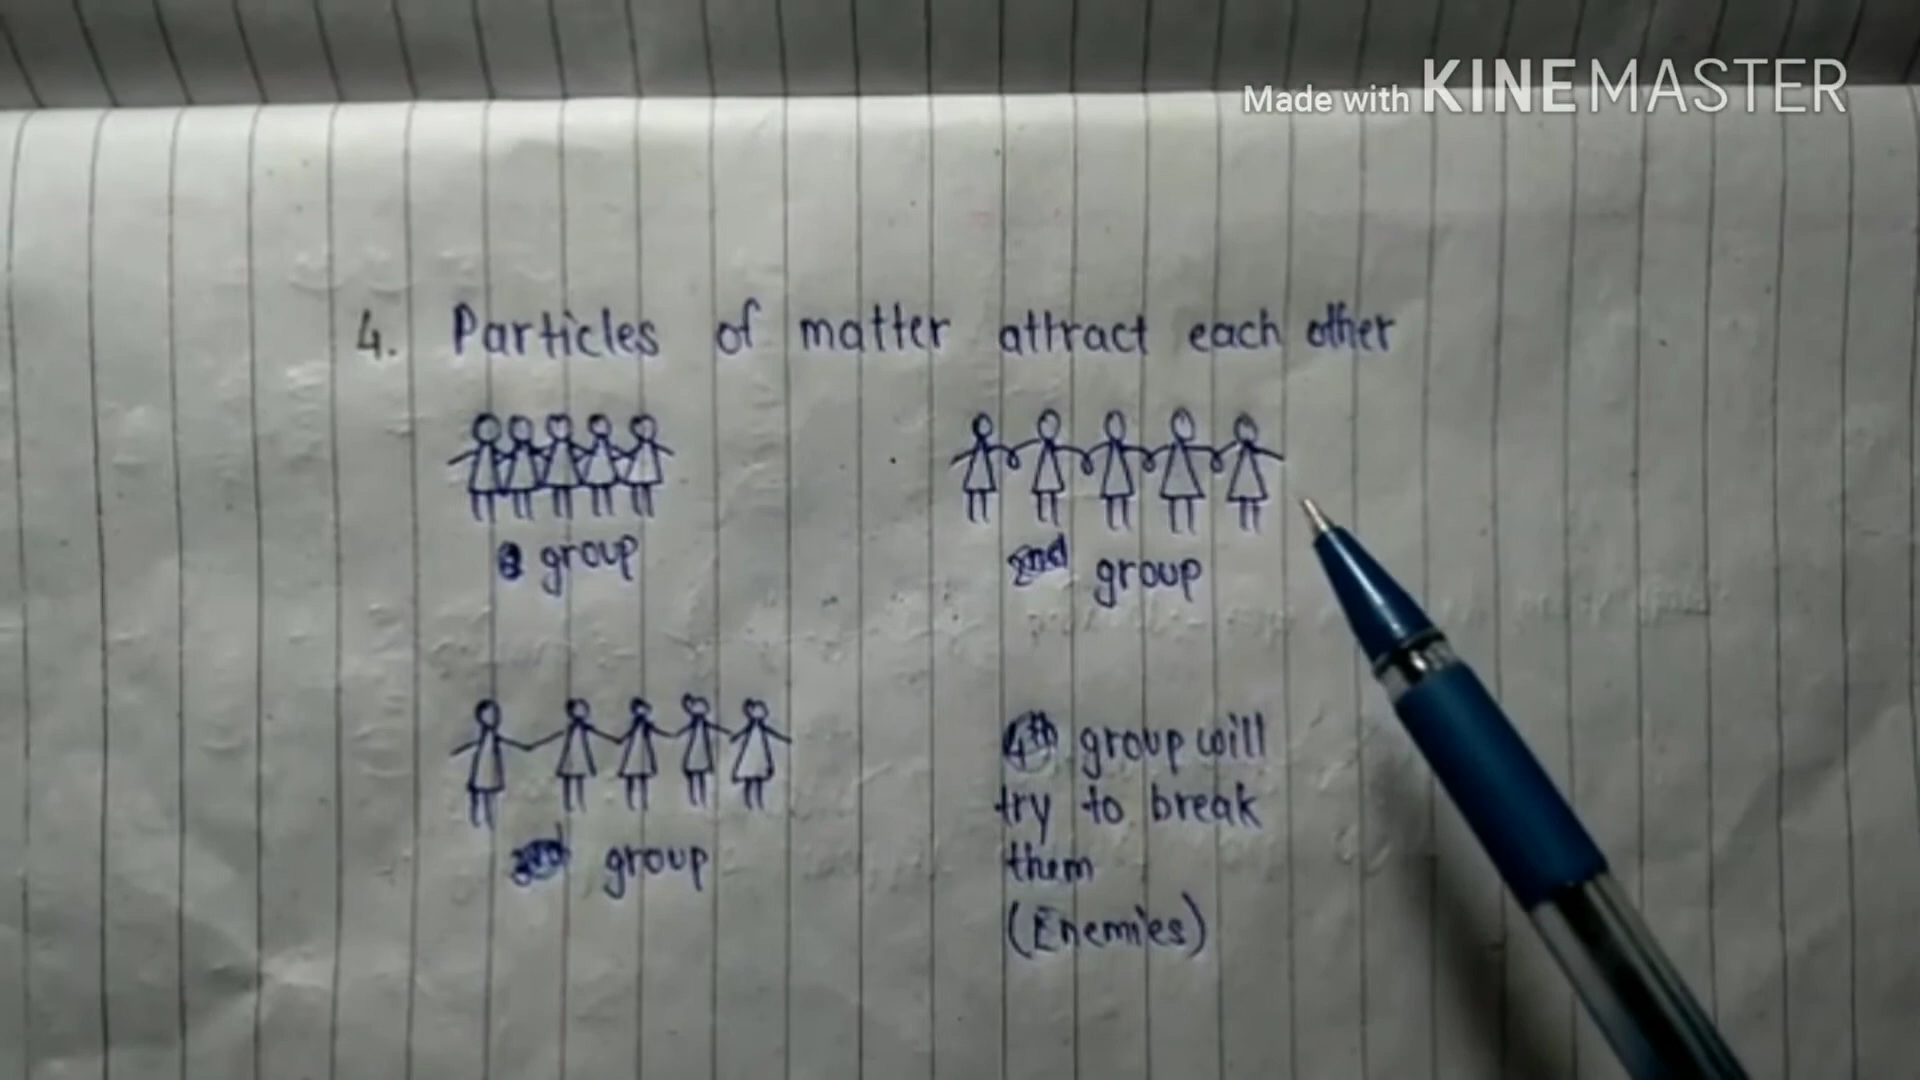 Made with KINEMASTER
4. Particles of matter attract each other
group
2nd group
3rd group
4th group will
try to break
them
(Enemies)